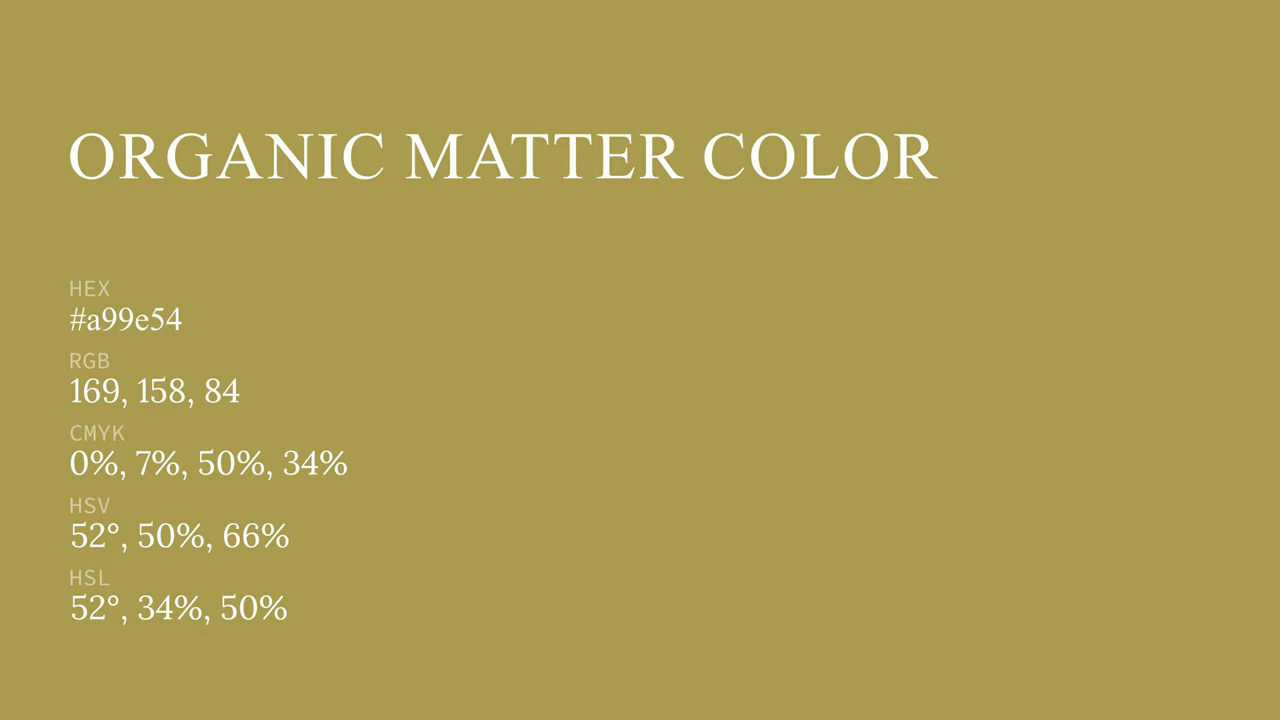 ORGANIC MATTER COLOR
HEX
#a99e54
RGB
169, 158, 84
CMYK
0%, 7%, 50%, 34%
HSV
52°, 50%, 66%
HSL
52°, 34%, 50%